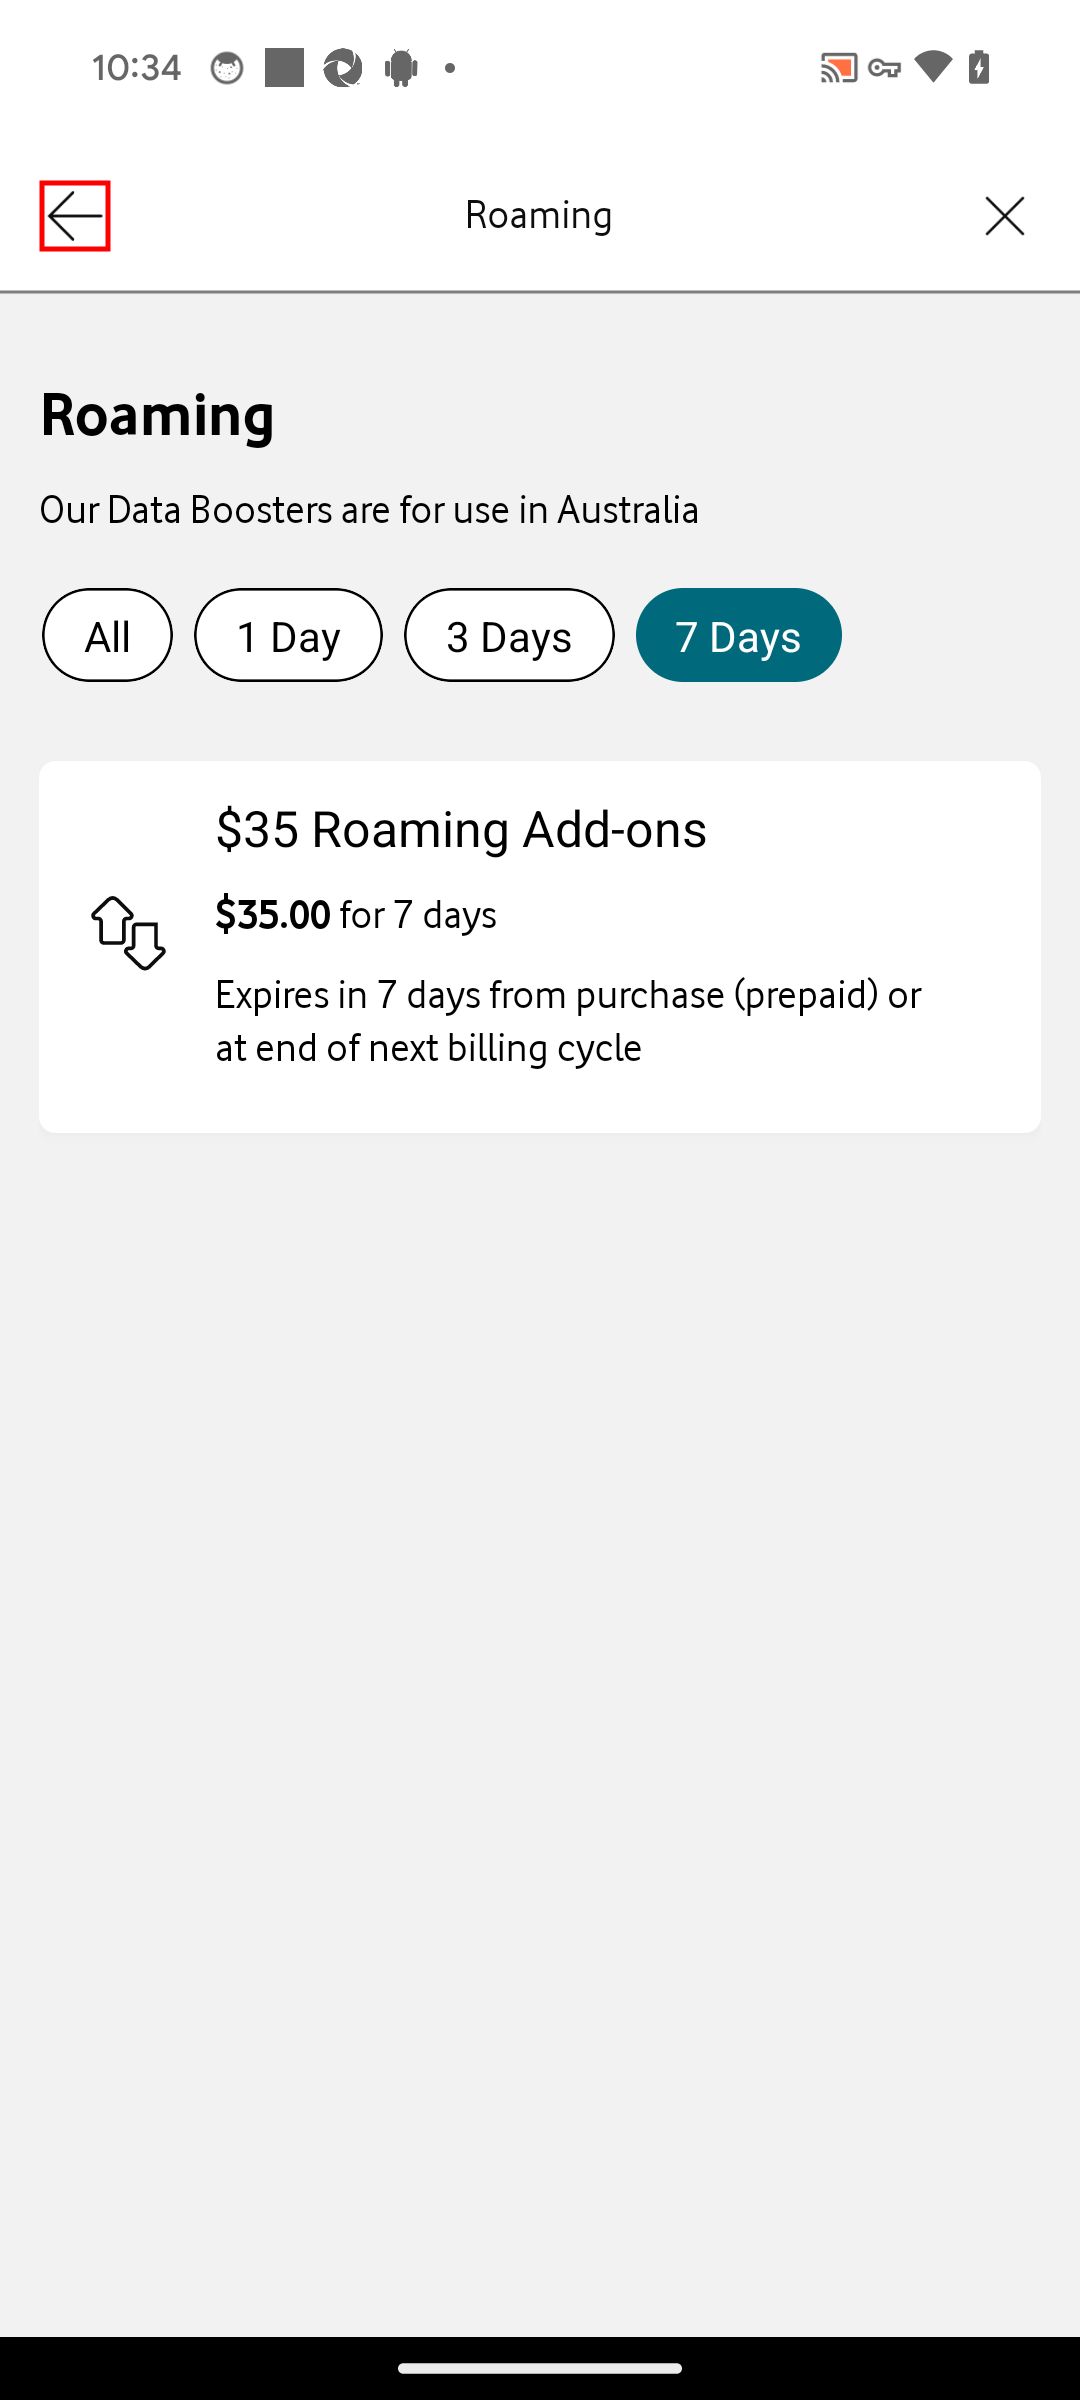 10:34
Roaming
Roaming
Our Data Boosters are for use in Australia
All
1 Day
3 Days
7 Days
$35 Roaming Add-ons
$35.00 for 7 days
Expires in 7 days from purchase (prepaid) or
at end of next billing cycle